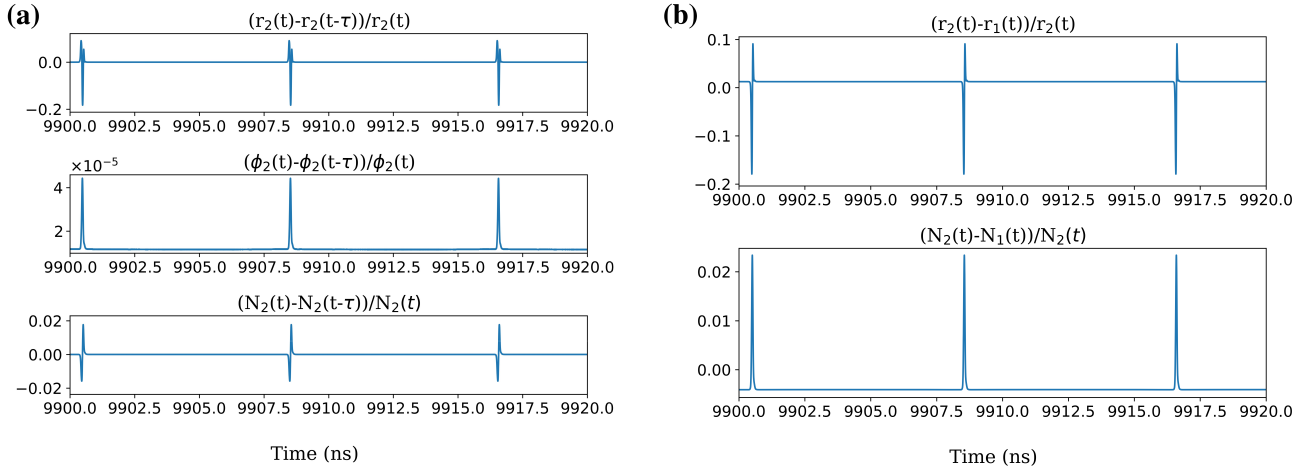 (a)
(r₂(t)-r₂(t-τ))/r₂(t)
0.0
−0.2
9900.0 9902.5 9905.0 9907.5 9910.0 9912.5 9915.0 9917.5 9920.0
×10⁻⁵
(ϕ₂(t)-ϕ₂(t-τ))/ϕ₂(t)
4
2
9900.0 9902.5 9905.0 9907.5 9910.0 9912.5 9915.0 9917.5 9920.0
(N₂(t)-N₂(t-τ))/N₂(t)
0.02
0.00
−0.02
9900.0 9902.5 9905.0 9907.5 9910.0 9912.5 9915.0 9917.5 9920.0
Time (ns)
(b)
(r₂(t)-r₁(t))/r₂(t)
0.1
0.0
−0.1
−0.2
9900.0 9902.5 9905.0 9907.5 9910.0 9912.5 9915.0 9917.5 9920.0
(N₂(t)-N₁(t))/N₂(t)
0.02
0.01
0.00
9900.0 9902.5 9905.0 9907.5 9910.0 9912.5 9915.0 9917.5 9920.0
Time (ns)